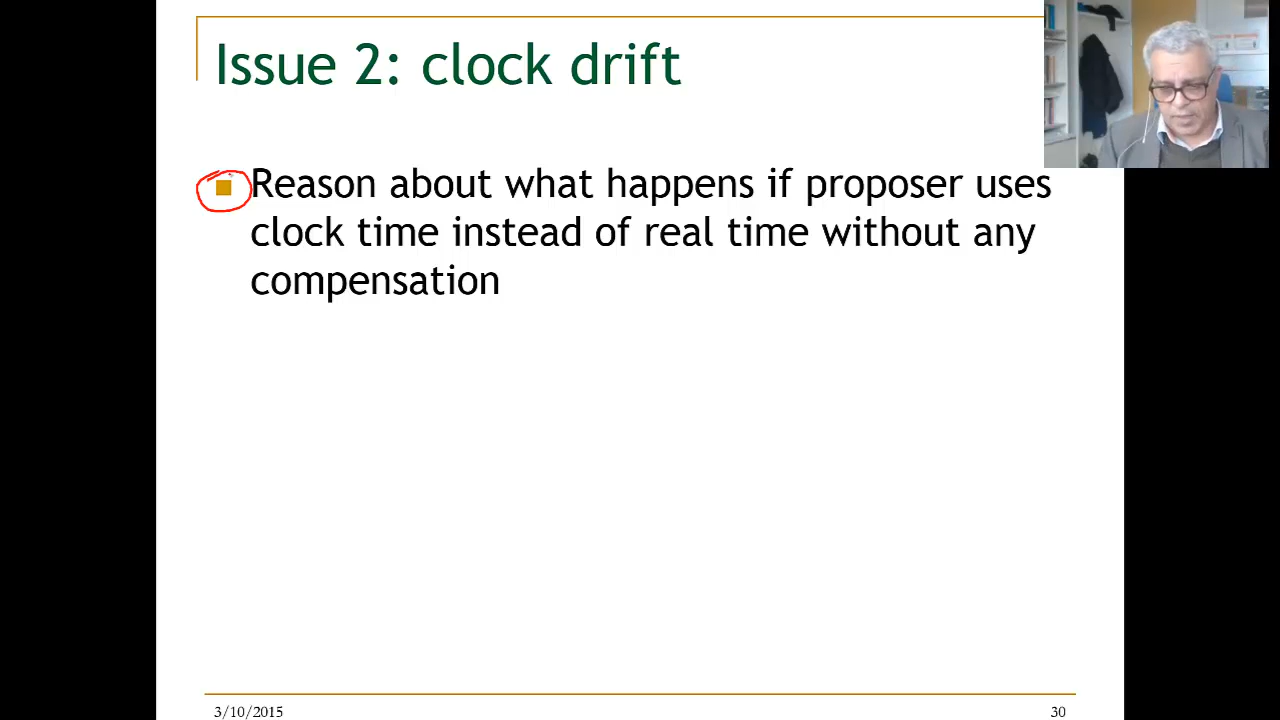 Issue 2: clock drift
Reason about what happens if proposer uses
clock time instead of real time without any
compensation
3/10/2015
30